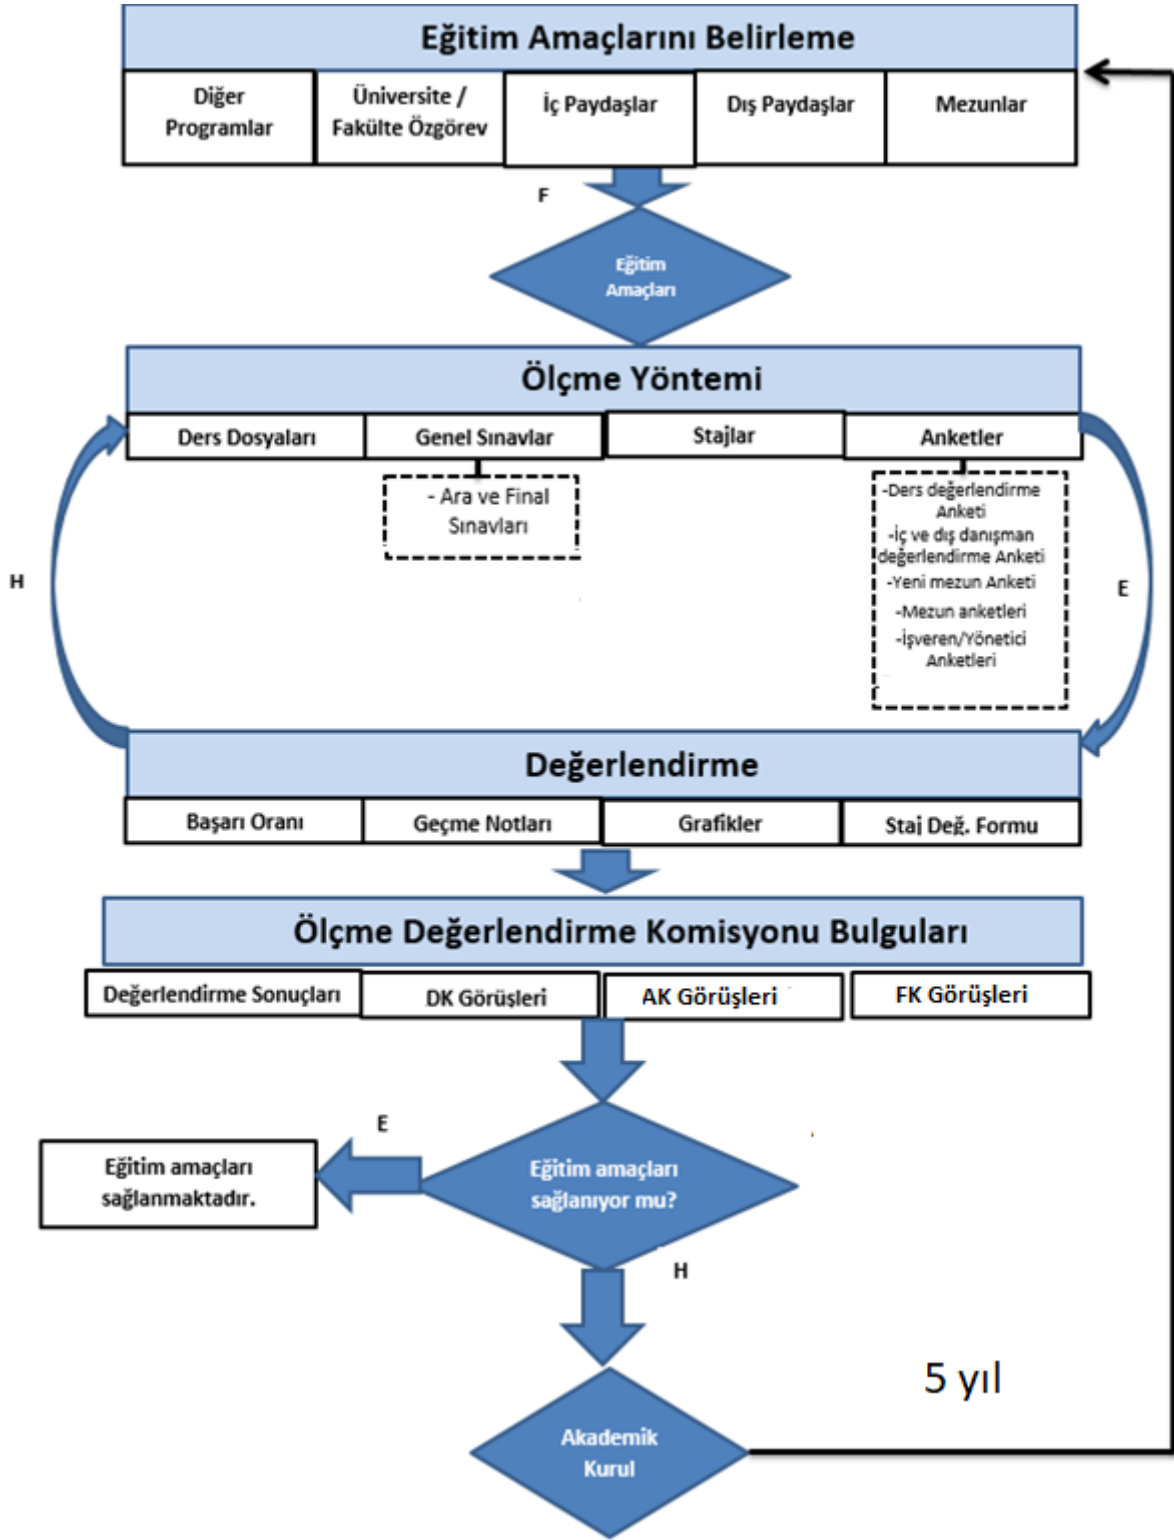 Eğitim Amaçlarını Belirleme
Diğer
Programlar
Üniversite /
Fakülte Özgörev
İç Paydaşlar
Dış Paydaşlar
Mezunlar
F
Eğitim
Amaçları
Ölçme Yöntemi
Ders Dosyaları
Genel Sınavlar
Stajlar
Anketler
- Ara ve Final
Sınavları
-Ders değerlendirme
Anketi
-İç ve dış danışman
değerlendirme Anketi
-Yeni mezun Anketi
-Mezun anketleri
-İşveren/Yönetici
Anketleri
H
E
Değerlendirme
Başarı Oranı
Geçme Notları
Grafikler
Staj Değ. Formu
Ölçme Değerlendirme Komisyonu Bulguları
Değerlendirme Sonuçları
DK Görüşleri
AK Görüşleri
FK Görüşleri
E
Eğitim amaçları
sağlanmaktadır.
Eğitim amaçları
sağlanıyor mu?
H
5 yıl
Akademik
Kurul